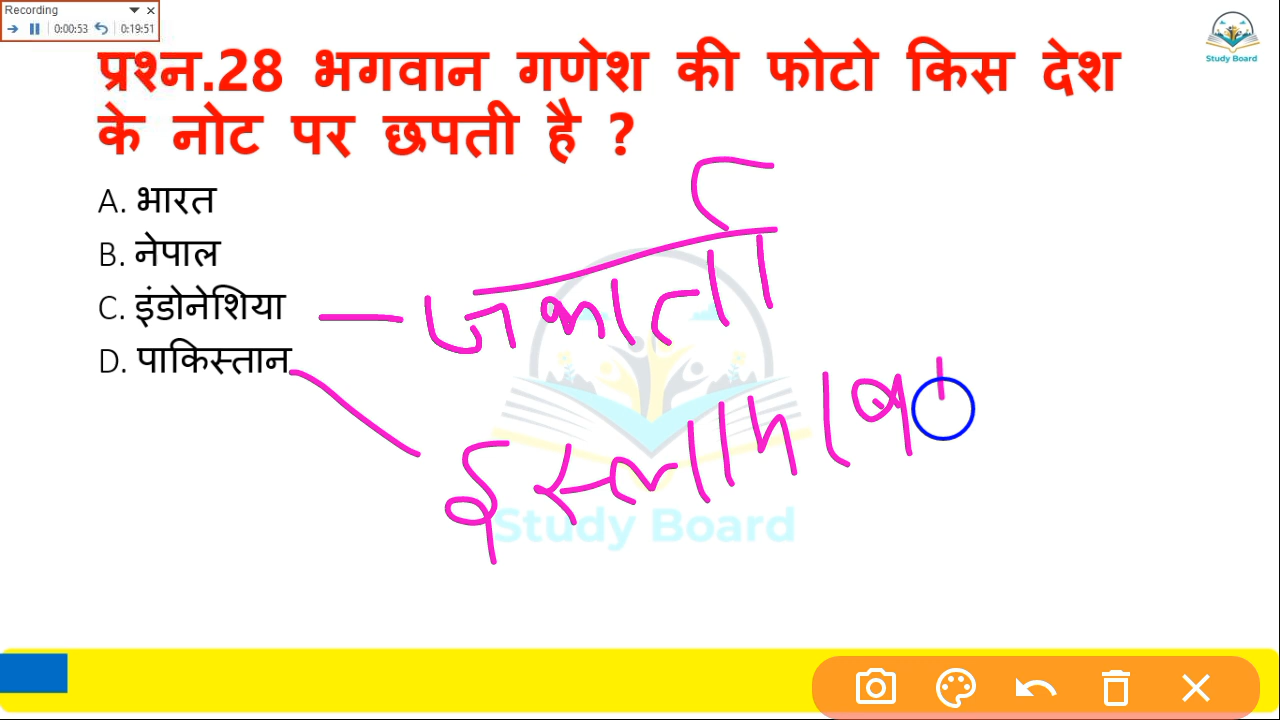 Recording
0:00:53 0:19:51
Study Board
प्रश्न.28 भगवान गणेश की फोटो किस देश
के नोट पर छपती है ?
A. भारत
B. नेपाल
C. इंडोनेशिया
जकार्ता
D. पाकिस्तान
Study Board